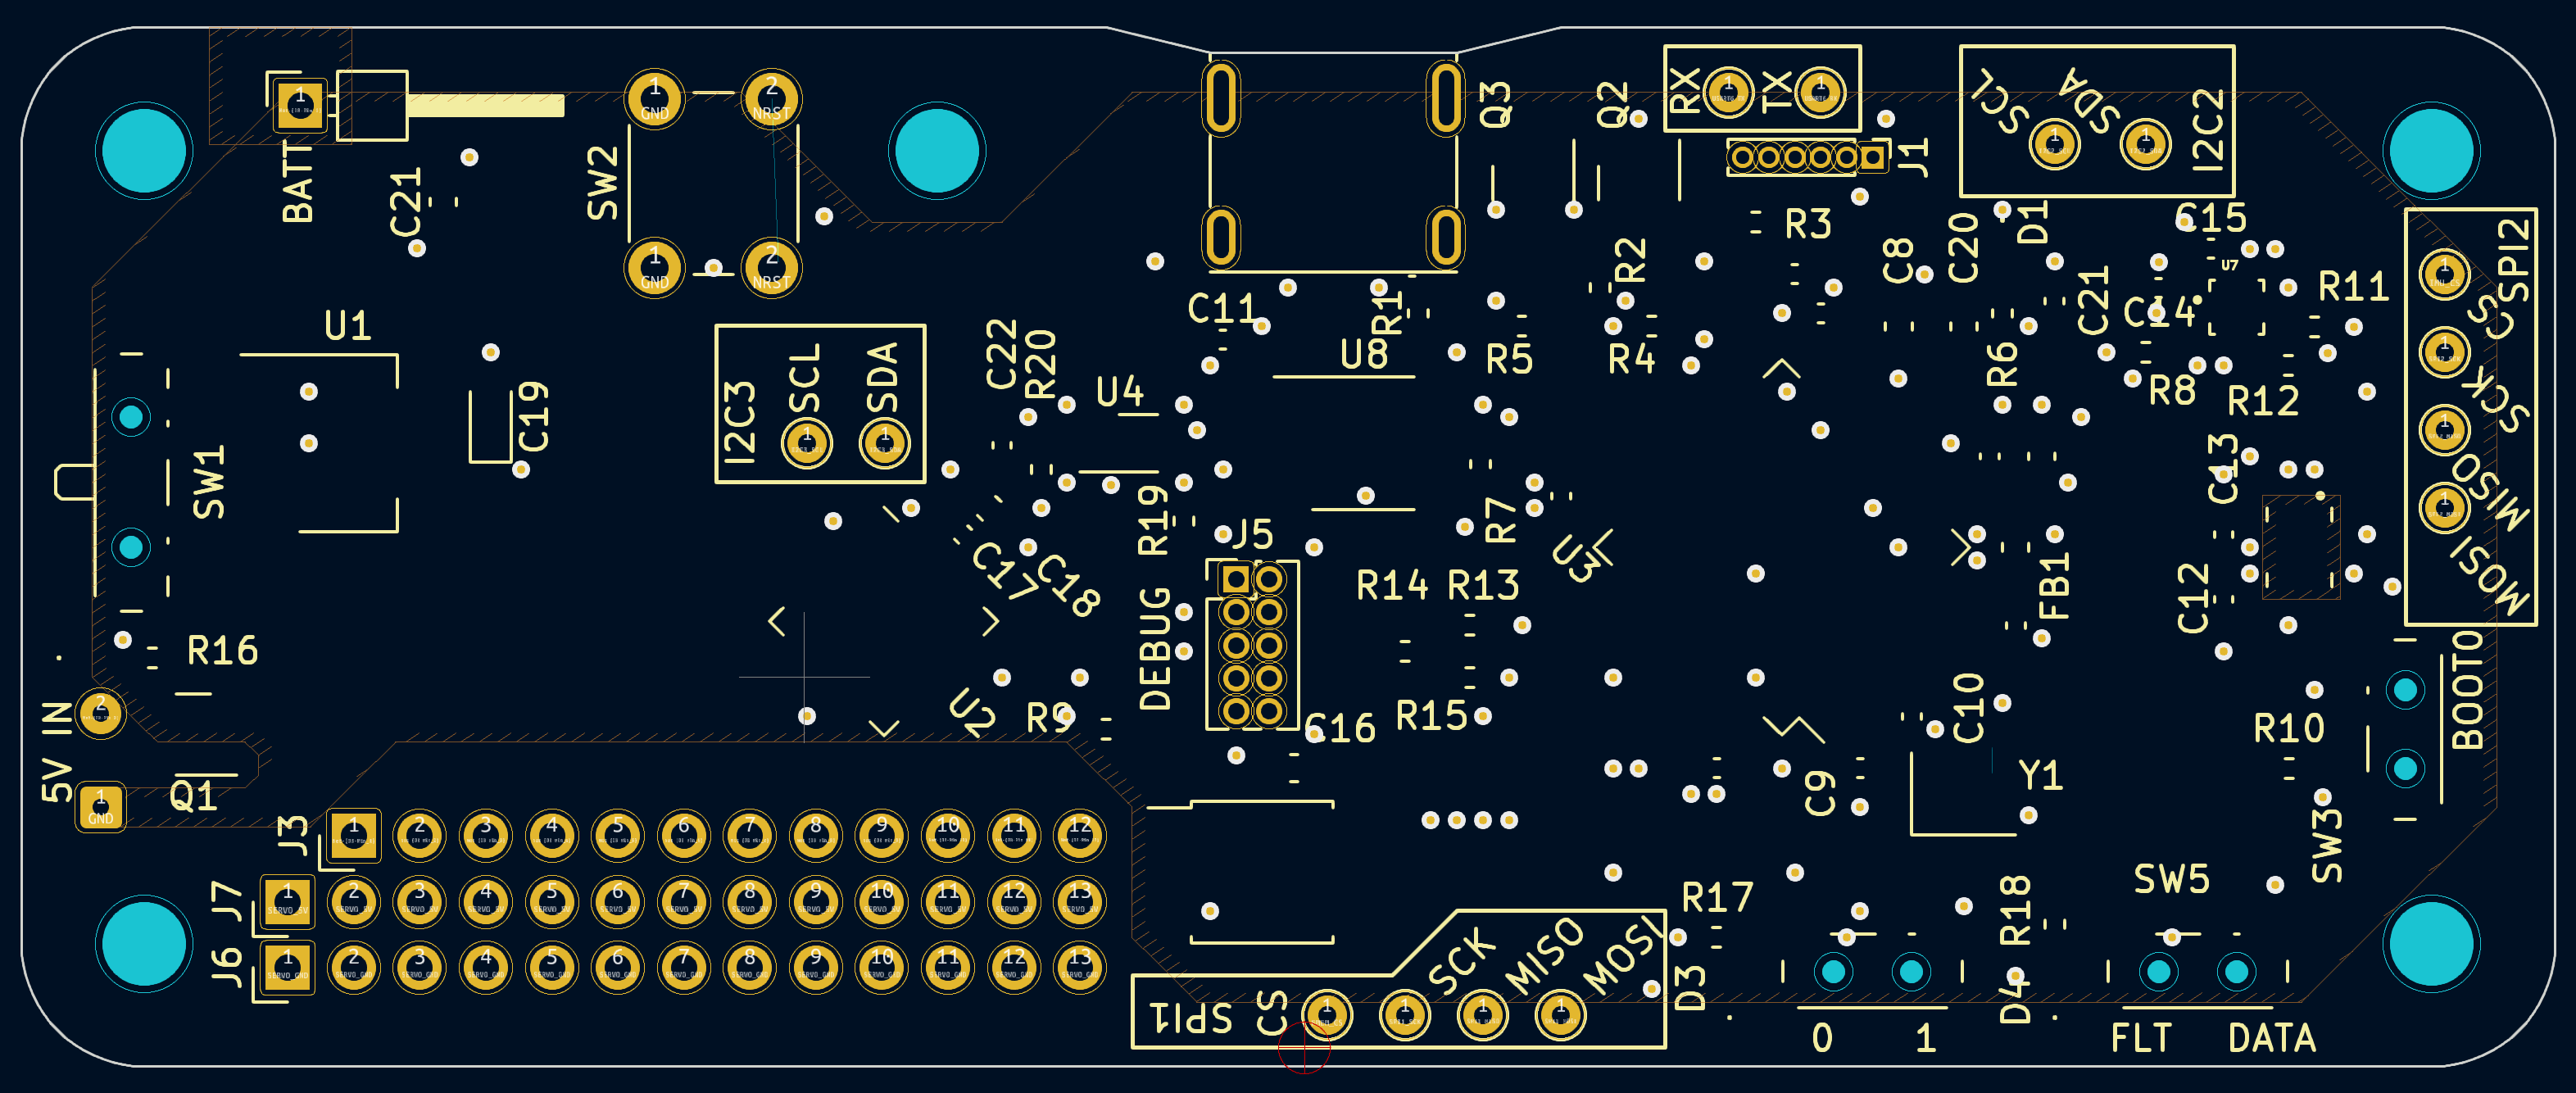 BATT
C21
SW2
1
GND
2
NRST
1
GND
2
NRST
Q3
Q2
RX
TX
J1
SCL
SDA
I2C2
SPI2
CS
SCK
MISO
MOSI
R3
R2
C8
C20
D1
C15
U7
R11
C21
C14
R8
R12
R6
C13
C12
FB1
U1
C19
SW1
I2C3
SCL
SDA
C22
R20
U4
C11
R1
U8
R5
R4
R7
U3
R19
J5
DEBUG
C17
C18
R14
R13
R15
C16
R9
U2
R16
5V IN
2
1
GND
Q1
C10
C9
Y1
R10
BOOT0
SW3
SW5
R17
R18
D3
D4
0
1
FLT
DATA
J3
1 2 3 4 5 6 7 8 9 10 11 12
J7
1 2 3 4 5 6 7 8 9 10 11 12 13
J6
1 2 3 4 5 6 7 8 9 10 11 12 13
SPI1
CS
SCK
MISO
MOSI